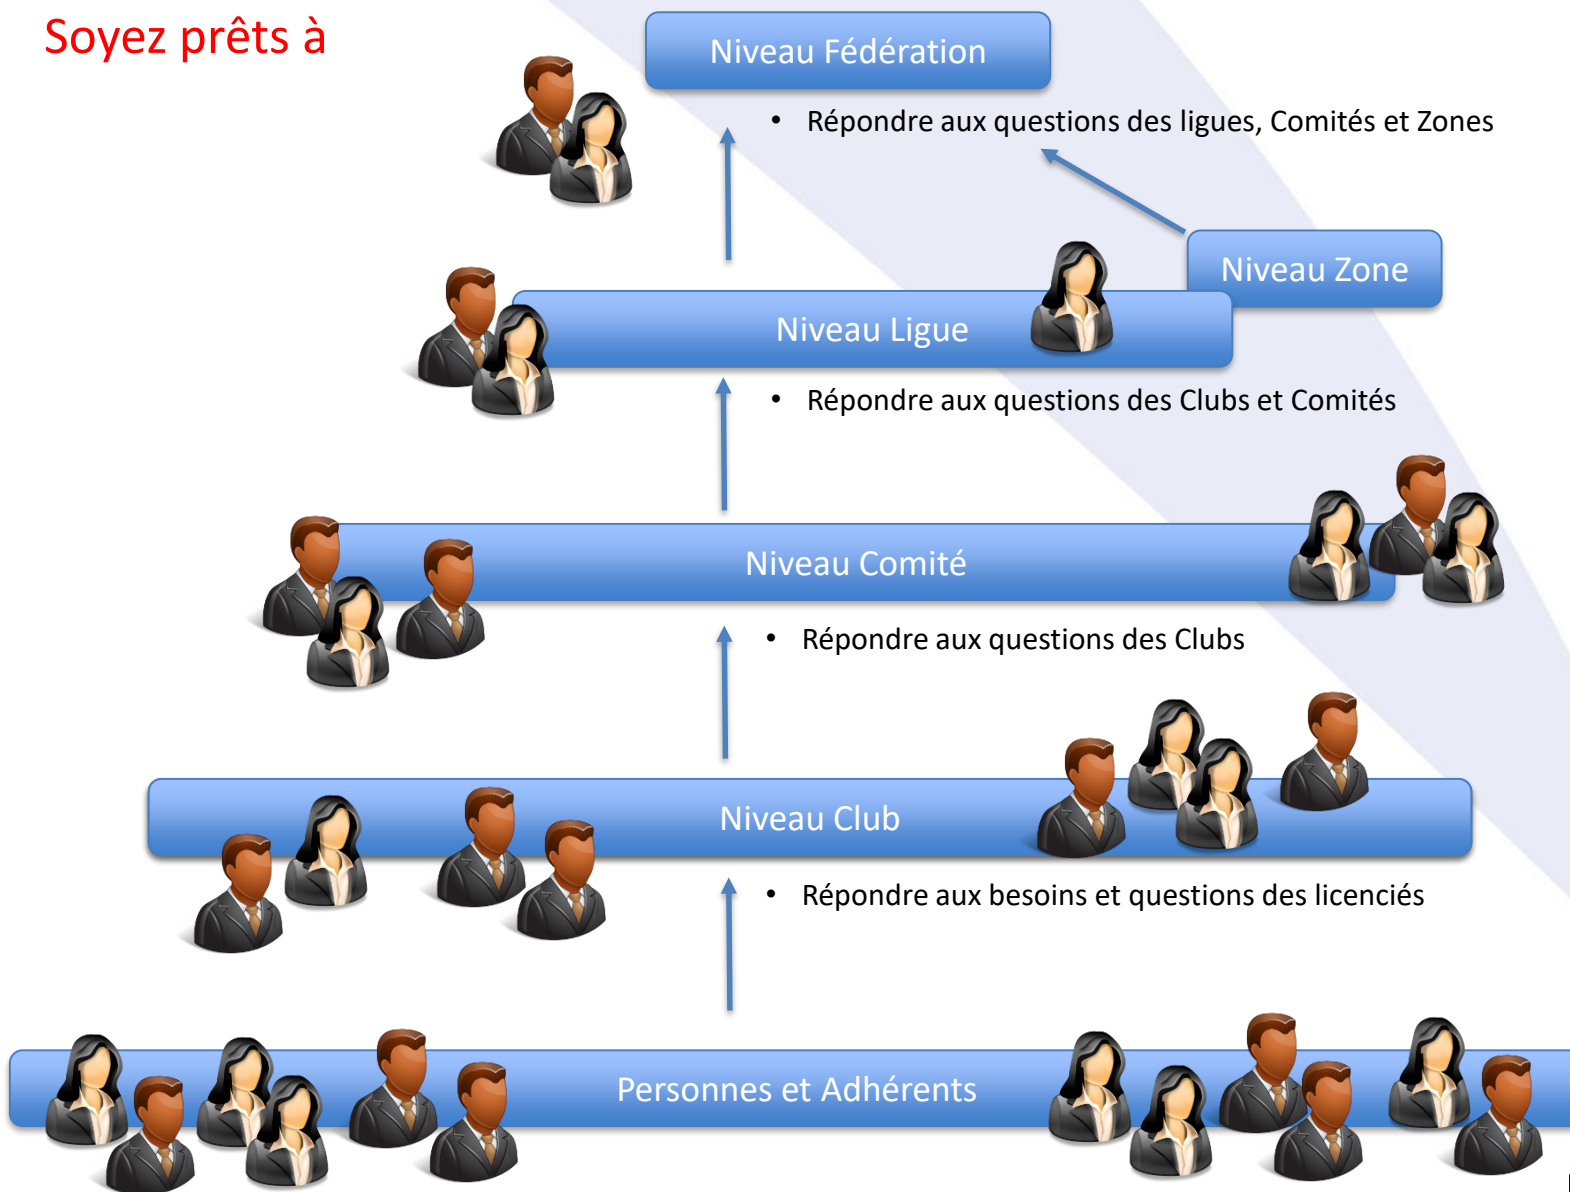 Soyez prêts à
Niveau Fédération
• Répondre aux questions des ligues, Comités et Zones
Niveau Zone
Niveau Ligue
• Répondre aux questions des Clubs et Comités
Niveau Comité
• Répondre aux questions des Clubs
Niveau Club
• Répondre aux besoins et questions des licenciés
Personnes et Adhérents